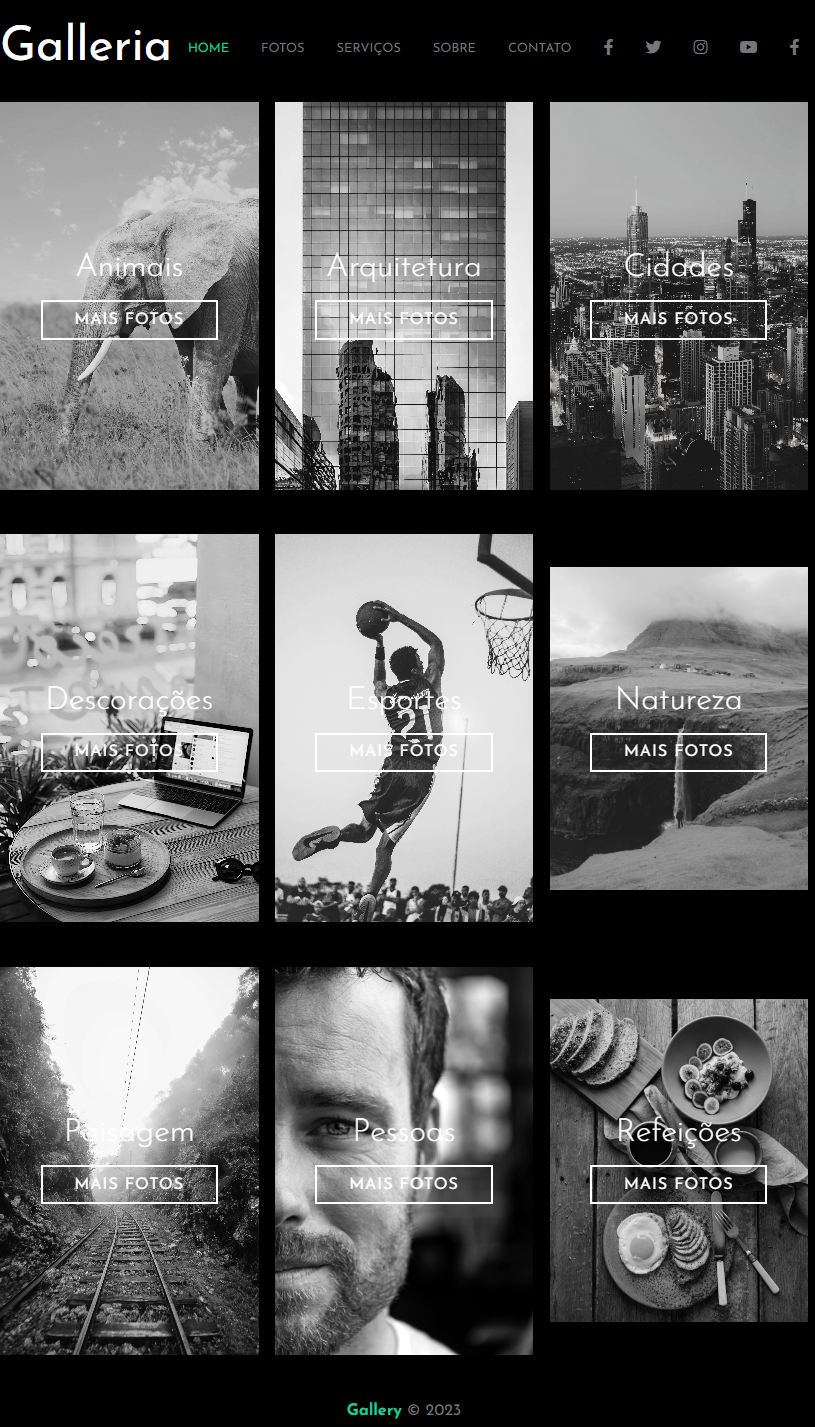 Galleria HOME FOTOS SERVIÇOS SOBRE CONTATO
Animais
MAIS FOTOS
Arquitetura
MAIS FOTOS
Cidades
MAIS FOTOS
Descorações
MAIS FOTOS
Esportes
MAIS FOTOS
21
Natureza
MAIS FOTOS
Paisagem
MAIS FOTOS
Pessoas
MAIS FOTOS
Refeições
MAIS FOTOS
Gallery © 2023